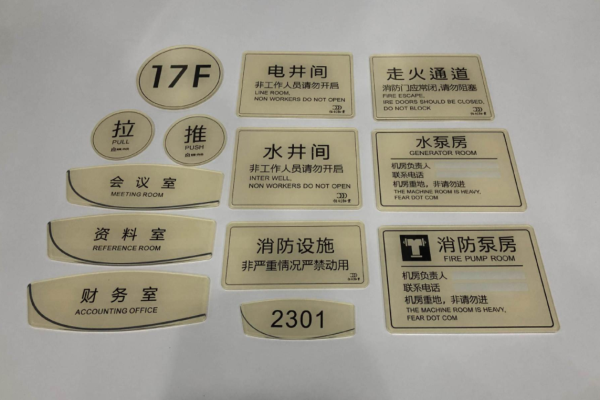 17F
拉
PULL
推
PUSH
会议室
MEETING ROOM
资料室
REFERENCE ROOM
财务室
ACCOUNTING OFFICE
电井间
非工作人员请勿开启
LINE ROOM,
NON WORKERS DO NOT OPEN
水井间
非工作人员请勿开启
INTER WELL,
NON WORKERS DO NOT OPEN
消防设施
非严重情况严禁动用
2301
走火通道
消防门应常闭,请勿阻塞
FIRE ESCAPE,
IRE DOORS SHOULD BE CLOSED,
DO NOT BLOCK
水泵房
GENERATOR ROOM
机房负责人
联系电话
机房重地，非请勿进
THE MACHINE ROOM IS HEAVY,
FEAR DOT COM
消防泵房
FIRE PUMP ROOM
机房负责人
联系电话
机房重地，非请勿进
THE MACHINE ROOM IS HEAVY,
FEAR DOT COM